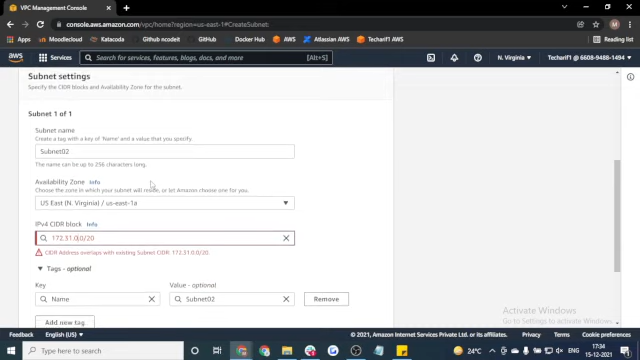 VPC Management Console
console.aws.amazon.com/vpc/home?region=us-east-1#CreateSubnet:
Apps Moodlo Katacoda Github ncodeit GitHub Docker Hub AWS Atlassian AWS Techarif1 AWS Reading list
aws Services Search for services, features, blogs, docs, and more [Alt+S] N. Virginia Techarif1 @ 6608-9488-1494
Subnet settings
Specify the CIDR blocks and Availability Zone for the subnet.
Subnet 1 of 1
Subnet name
Create a tag with a key of 'Name' and a value that you specify.
Subnet02
The name can be up to 256 characters long.
Availability Zone Info
Choose the zone in which your subnet will reside, or let Amazon choose one for you.
US East (N. Virginia) / us-east-1a
IPv4 CIDR block Info
172.31.0.0/20
CIDR Address overlaps with existing Subnet CIDR: 172.31.0.0/20.
Tags - optional
Key Value - optional
Name Subnet02 Remove
Add new tag
Activate Windows
Go to Settings to activate Windows.
Feedback English (US) © 2021, Amazon Internet Services Private Ltd. or its affiliates. Privacy Terms Cookie preferences
Type here to search 24°C ENG 17:34
15-12-2021